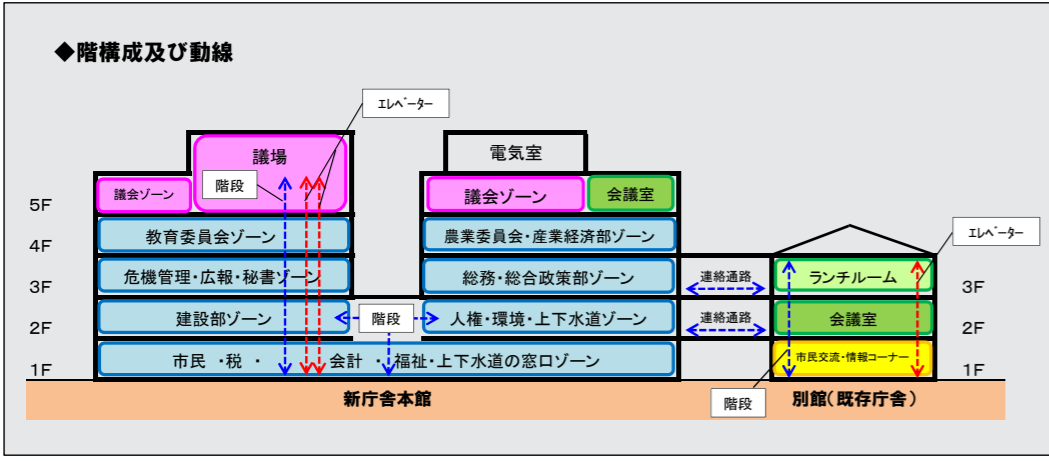 ◆階構成及び動線
エレベーター
議場
電気室
階段
議会ゾーン
議会ゾーン
会議室
5F
教育委員会ゾーン
農業委員会・産業経済部ゾーン
4F
エレベーター
危機管理・広報・秘書ゾーン
総務・総合政策部ゾーン
連絡通路
ランチルーム
3F
3F
建設部ゾーン
階段
人権・環境・上下水道ゾーン
連絡通路
会議室
2F
2F
市民 ・税 ・ 会計 ・福祉・上下水道の窓口ゾーン
市民交流・情報コーナー
1F
1F
新庁舎本館
階段
別館(既存庁舎)